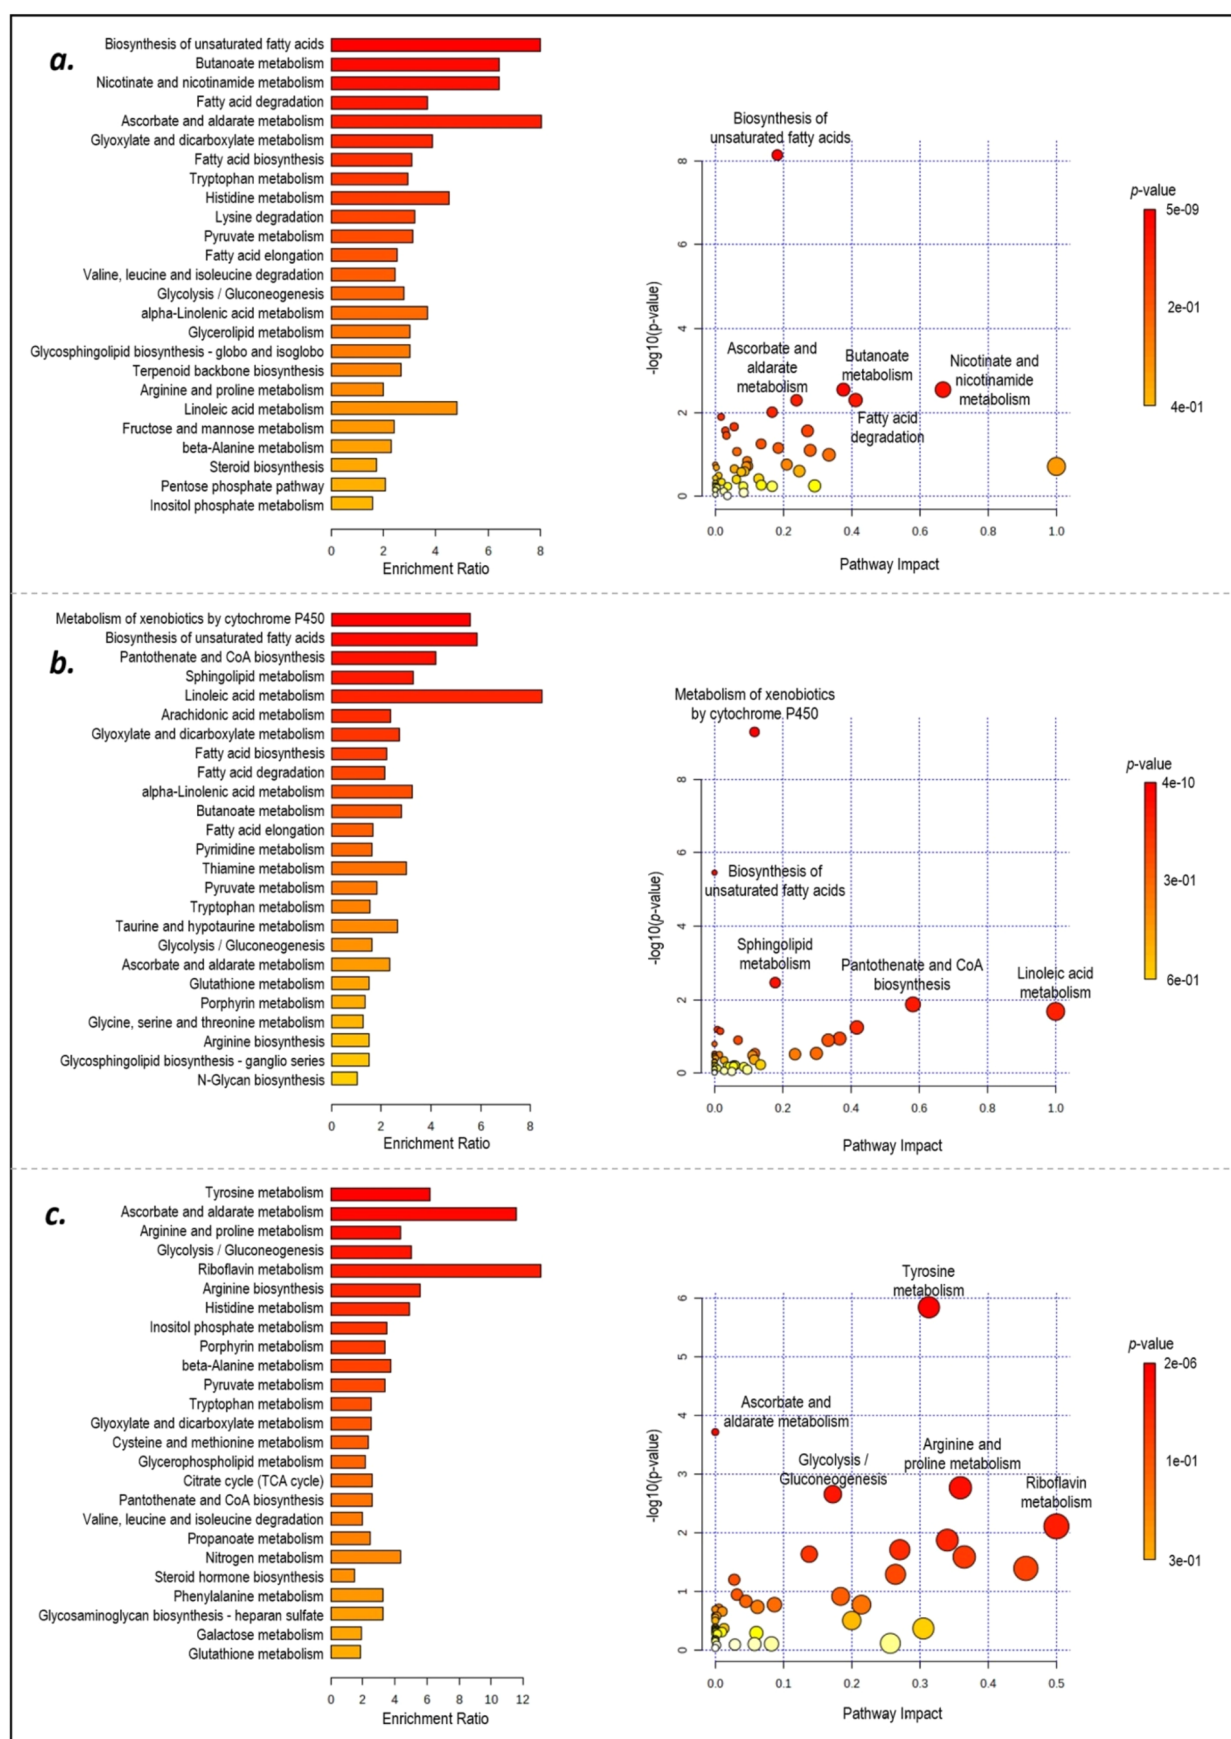 a.
Biosynthesis of unsaturated fatty acids
Butanoate metabolism
Nicotinate and nicotinamide metabolism
Fatty acid degradation
Ascorbate and aldarate metabolism
Glyoxylate and dicarboxylate metabolism
Fatty acid biosynthesis
Tryptophan metabolism
Histidine metabolism
Lysine degradation
Pyruvate metabolism
Fatty acid elongation
Valine, leucine and isoleucine degradation
Glycolysis / Gluconeogenesis
alpha-Linolenic acid metabolism
Glycerolipid metabolism
Glycosphingolipid biosynthesis - globo and isoglobo
Terpenoid backbone biosynthesis
Arginine and proline metabolism
Linoleic acid metabolism
Fructose and mannose metabolism
beta-Alanine metabolism
Steroid biosynthesis
Pentose phosphate pathway
Inositol phosphate metabolism
0 2 4 6 8
Enrichment Ratio
Biosynthesis of
unsaturated fatty acids
Ascorbate and
aldarate
metabolism
Butanoate
metabolism
Fatty acid
degradation
Nicotinate and
nicotinamide
metabolism
-log10(p-value)
8
6
4
2
0
0.0 0.2 0.4 0.6 0.8 1.0
Pathway Impact
p-value
5e-09
2e-01
4e-01
b.
Metabolism of xenobiotics by cytochrome P450
Biosynthesis of unsaturated fatty acids
Pantothenate and CoA biosynthesis
Sphingolipid metabolism
Linoleic acid metabolism
Arachidonic acid metabolism
Glyoxylate and dicarboxylate metabolism
Fatty acid biosynthesis
Fatty acid degradation
alpha-Linolenic acid metabolism
Butanoate metabolism
Fatty acid elongation
Pyrimidine metabolism
Thiamine metabolism
Pyruvate metabolism
Tryptophan metabolism
Taurine and hypotaurine metabolism
Glycolysis / Gluconeogenesis
Ascorbate and aldarate metabolism
Glutathione metabolism
Porphyrin metabolism
Glycine, serine and threonine metabolism
Arginine biosynthesis
Glycosphingolipid biosynthesis - ganglio series
N-Glycan biosynthesis
0 2 4 6 8
Enrichment Ratio
Metabolism of xenobiotics
by cytochrome P450
Biosynthesis of
unsaturated fatty acids
Sphingolipid
metabolism
Pantothenate and CoA
biosynthesis
Linoleic acid
metabolism
-log10(p-value)
8
6
4
2
0
0.0 0.2 0.4 0.6 0.8 1.0
Pathway Impact
p-value
4e-10
3e-01
6e-01
c.
Tyrosine metabolism
Ascorbate and aldarate metabolism
Arginine and proline metabolism
Glycolysis / Gluconeogenesis
Riboflavin metabolism
Arginine biosynthesis
Histidine metabolism
Inositol phosphate metabolism
Porphyrin metabolism
beta-Alanine metabolism
Pyruvate metabolism
Tryptophan metabolism
Glyoxylate and dicarboxylate metabolism
Cysteine and methionine metabolism
Glycerophospholipid metabolism
Citrate cycle (TCA cycle)
Pantothenate and CoA biosynthesis
Valine, leucine and isoleucine degradation
Propanoate metabolism
Nitrogen metabolism
Steroid hormone biosynthesis
Phenylalanine metabolism
Glycosaminoglycan biosynthesis - heparan sulfate
Galactose metabolism
Glutathione metabolism
0 2 4 6 8 10 12
Enrichment Ratio
Tyrosine
metabolism
Ascorbate and
aldarate metabolism
Glycolysis /
Gluconeogenesis
Arginine and
proline metabolism
Riboflavin
metabolism
-log10(p-value)
6
5
4
3
2
1
0
0.0 0.1 0.2 0.3 0.4 0.5
Pathway Impact
p-value
2e-06
1e-01
3e-01